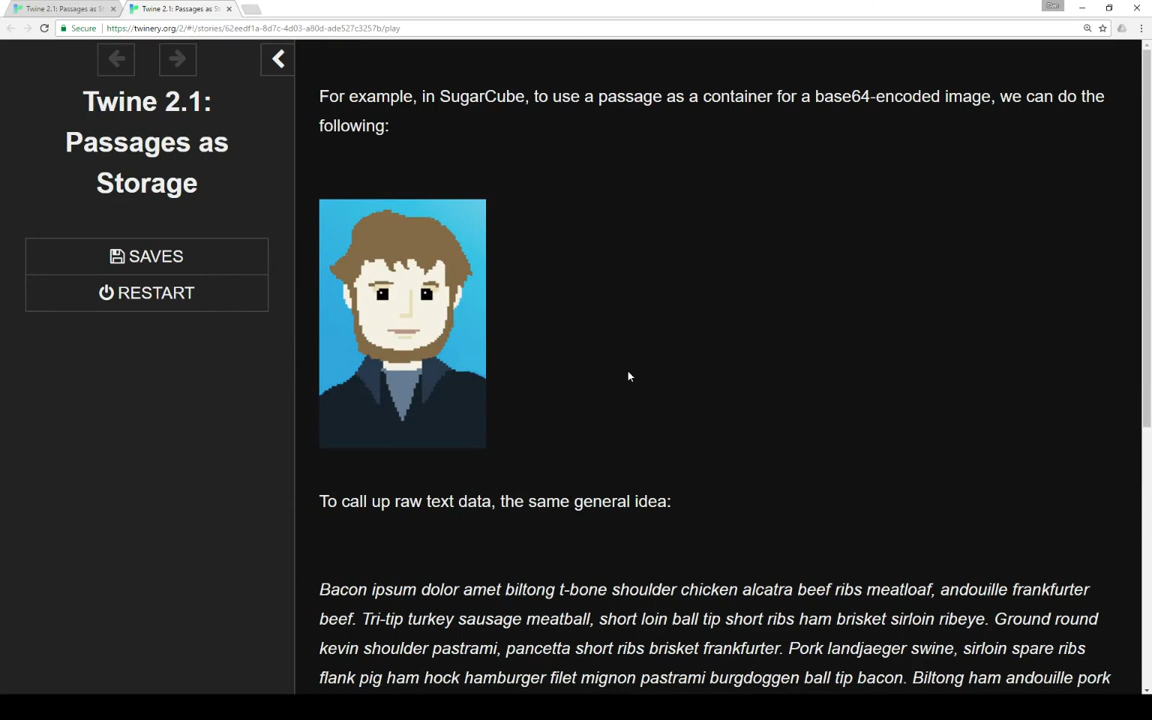 Twine 2.1: Passages as St
Twine 2.1: Passages as St
Secure
https://twinery.org/2/#!/stories/62eedf1a-8d7c-4d03-a80d-ade527c3257b/play
Twine 2.1:
Passages as
Storage
SAVES
RESTART
For example, in SugarCube, to use a passage as a container for a base64-encoded image, we can do the
following:
To call up raw text data, the same general idea:
Bacon ipsum dolor amet biltong t-bone shoulder chicken alcatra beef ribs meatloaf, andouille frankfurter
beef. Tri-tip turkey sausage meatball, short loin ball tip short ribs ham brisket sirloin ribeye. Ground round
kevin shoulder pastrami, pancetta short ribs brisket frankfurter. Pork landjaeger swine, sirloin spare ribs
flank pig ham hock hamburger filet mignon pastrami burgdoggen ball tip bacon. Biltong ham andouille pork